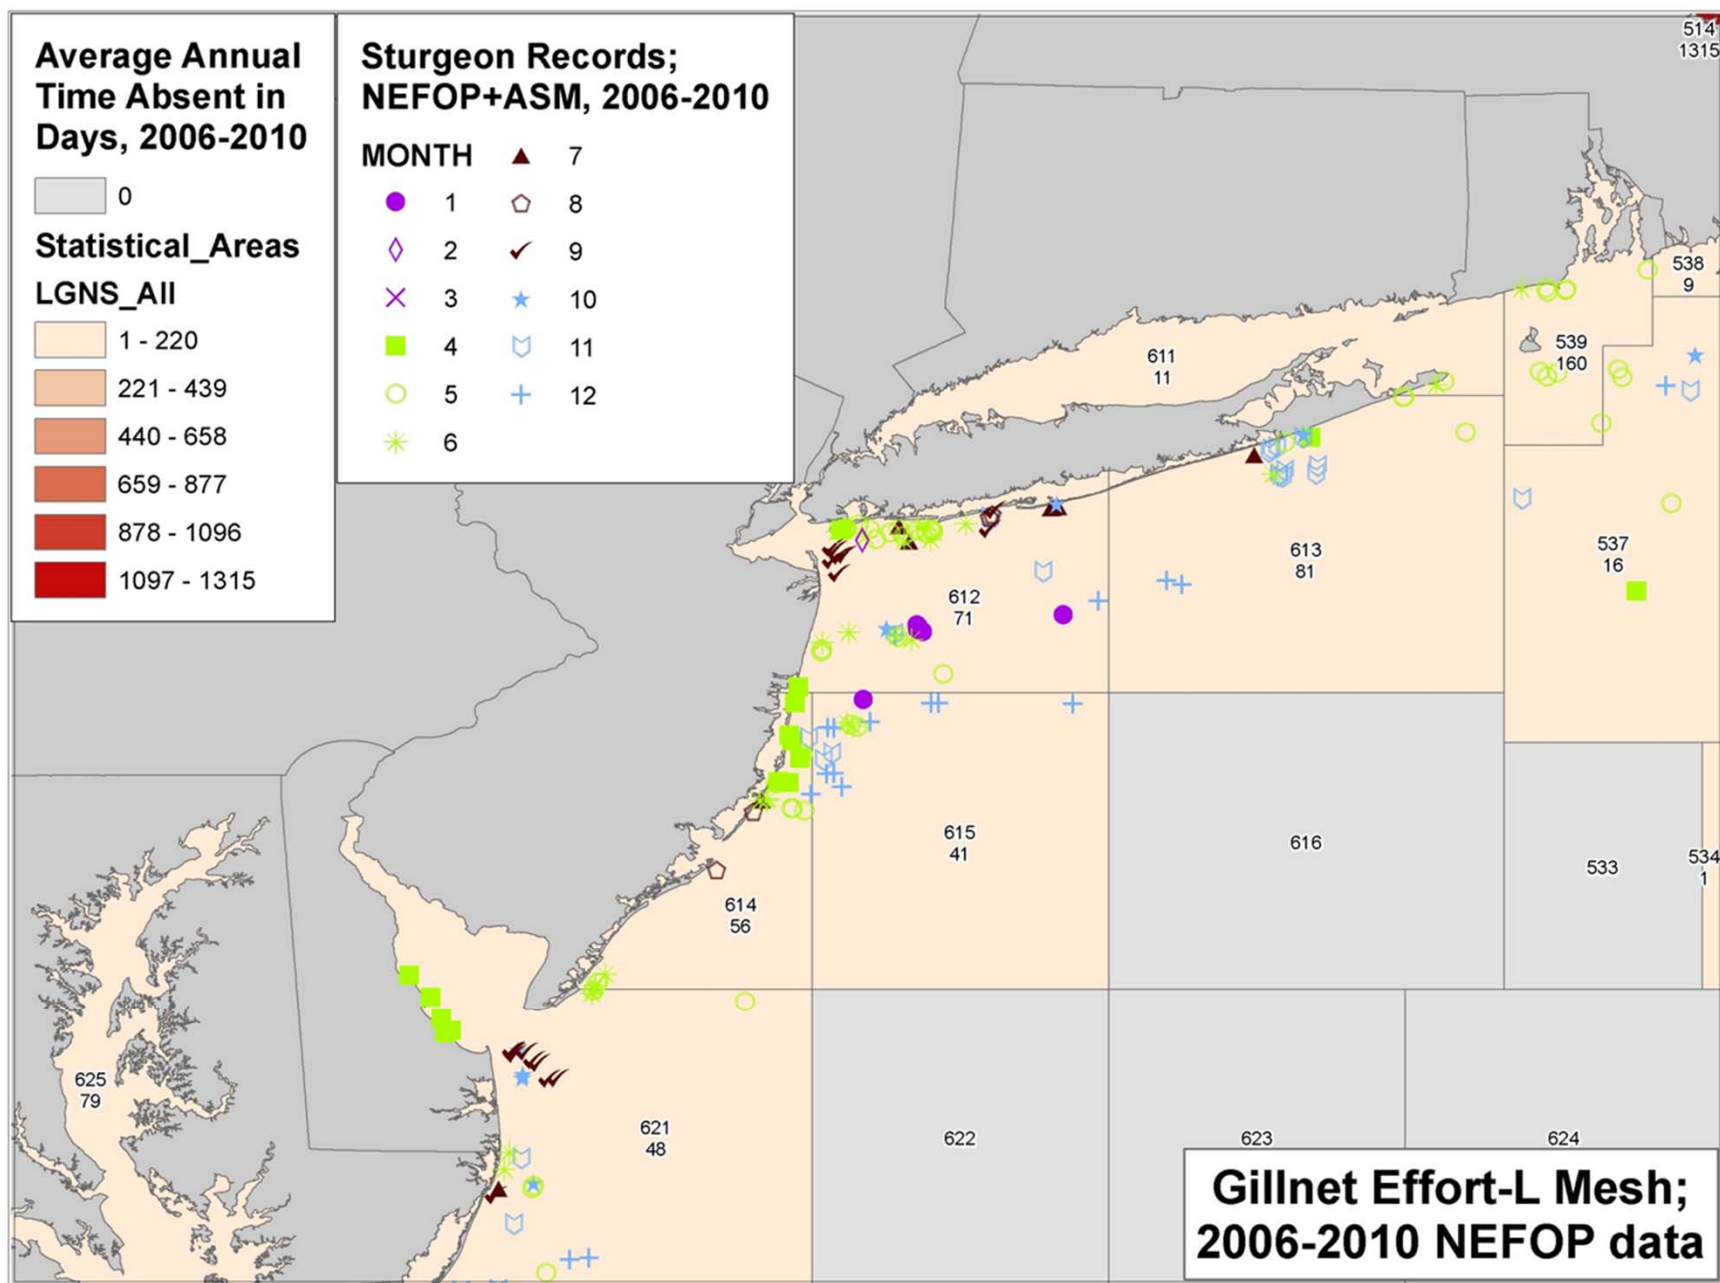 Average Annual
Time Absent in
Days, 2006-2010
0
Statistical_Areas
LGNS_All
1 - 220
221 - 439
440 - 658
659 - 877
878 - 1096
1097 - 1315
Sturgeon Records;
NEFOP+ASM, 2006-2010
MONTH
1
2
3
4
5
6
7
8
9
10
11
12
514
1315
538
9
539
160
611
11
537
16
613
81
612
71
615
41
616
533
534
1
614
56
625
79
621
48
622
623
624
Gillnet Effort-L Mesh;
2006-2010 NEFOP data